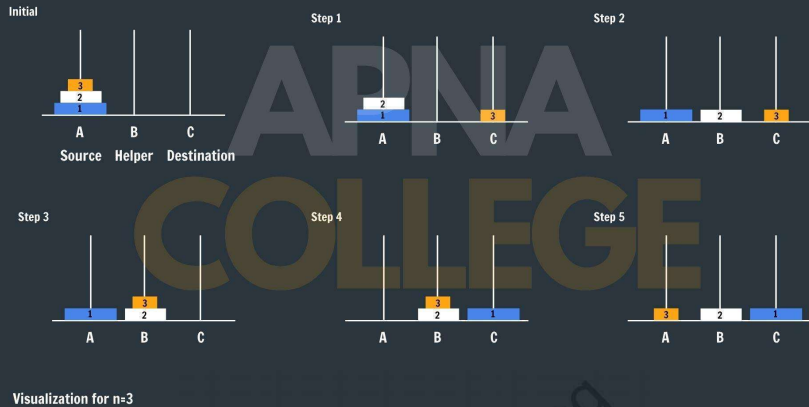 Initial
3
2
1
A B C
Source Helper Destination
Step 1
2
1 3
A B C
Step 2
1 2 3
A B C
Step 3
3
1 2
A B C
Step 4
3
2 1
A B C
Step 5
3 2 1
A B C
APNA
COLLEGE
Visualization for n=3